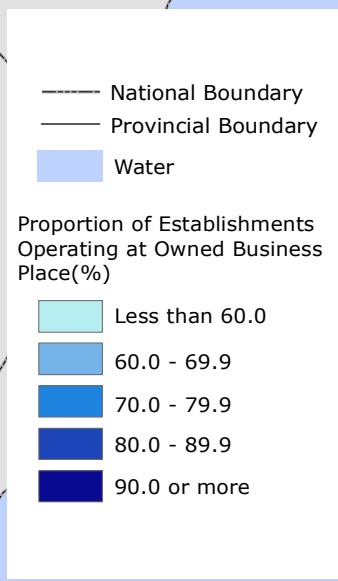 National Boundary
Provincial Boundary
Water
Proportion of Establishments
Operating at Owned Business
Place(%)
Less than 60.0
60.0 - 69.9
70.0 - 79.9
80.0 - 89.9
90.0 or more